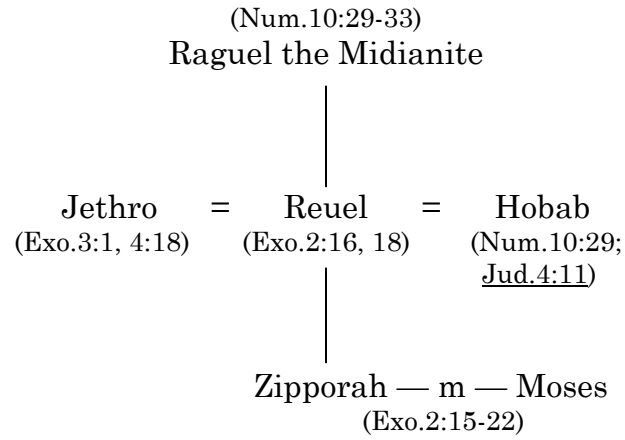 (Num.10:29-33)
Raguel the Midianite
Jethro = Reuel = Hobab
(Exo.3:1, 4:18) (Exo.2:16, 18) (Num.10:29;
Jud.4:11)
Zipporah — m — Moses
(Exo.2:15-22)